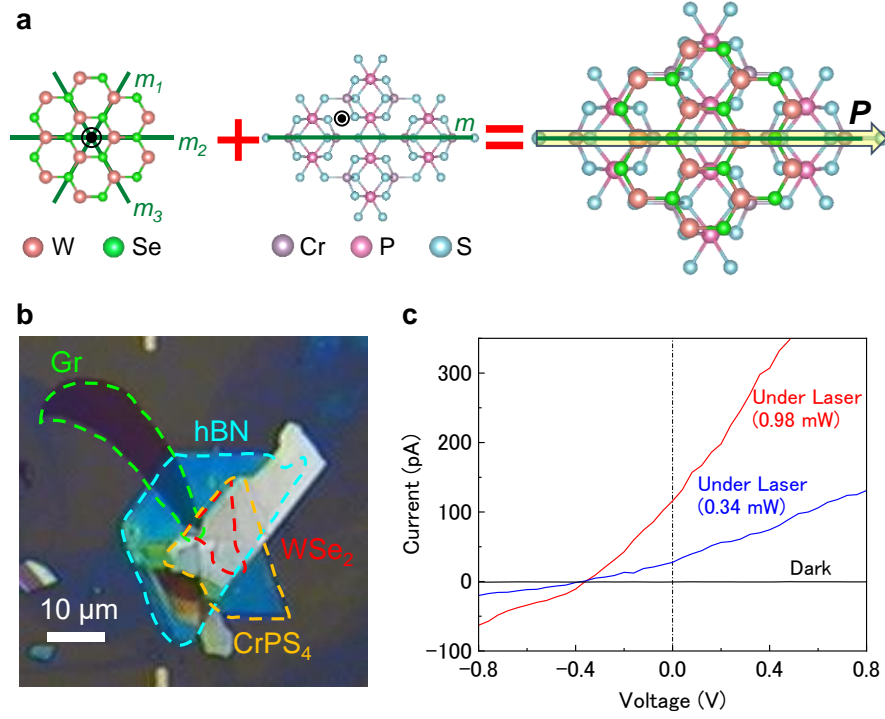 a
m₁
m₂
m₃
m
P
W
Se
Cr
P
S
b
Gr
hBN
WSe₂
CrPS₄
10 μm
c
Current (pA)
300
200
100
0
−100
Under Laser
(0.98 mW)
Under Laser
(0.34 mW)
Dark
−0.8
−0.4
0.0
0.4
0.8
Voltage (V)